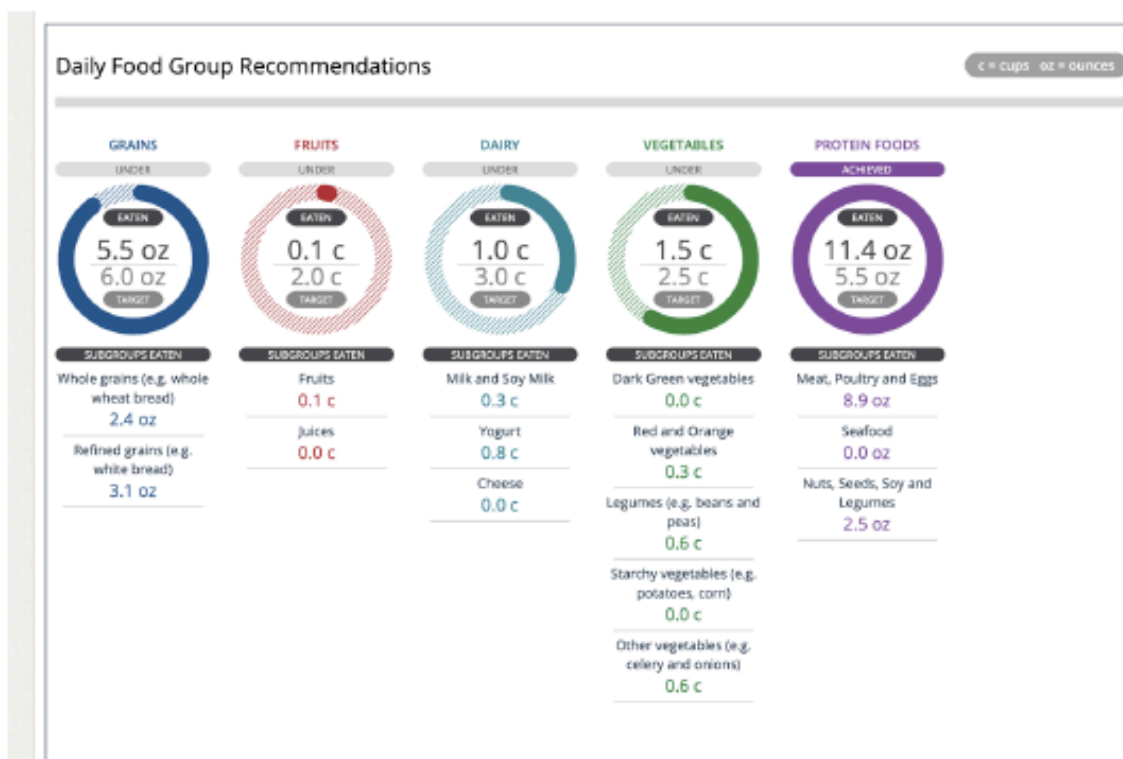 Daily Food Group Recommendations
c = cups oz = ounces
GRAINS
UNDER
EATEN
5.5 oz
6.0 oz
TARGET
SUBGROUPS EATEN
Whole grains (e.g. whole
wheat bread)
2.4 oz
Refined grains (e.g.
white bread)
3.1 oz
FRUITS
UNDER
EATEN
0.1 c
2.0 c
TARGET
SUBGROUPS EATEN
Fruits
0.1 c
Juices
0.0 c
DAIRY
UNDER
EATEN
1.0 c
3.0 c
TARGET
SUBGROUPS EATEN
Milk and Soy Milk
0.3 c
Yogurt
0.8 c
Cheese
0.0 c
VEGETABLES
UNDER
EATEN
1.5 c
2.5 c
TARGET
SUBGROUPS EATEN
Dark Green vegetables
0.0 c
Red and Orange
vegetables
0.3 c
Legumes (e.g. beans and
peas)
0.6 c
Starchy vegetables (e.g.
potatoes, corn)
0.0 c
Other vegetables (e.g.
celery and onions)
0.6 c
PROTEIN FOODS
ACHIEVED
EATEN
11.4 oz
5.5 oz
TARGET
SUBGROUPS EATEN
Meat, Poultry and Eggs
8.9 oz
Seafood
0.0 oz
Nuts, Seeds, Soy and
Legumes
2.5 oz